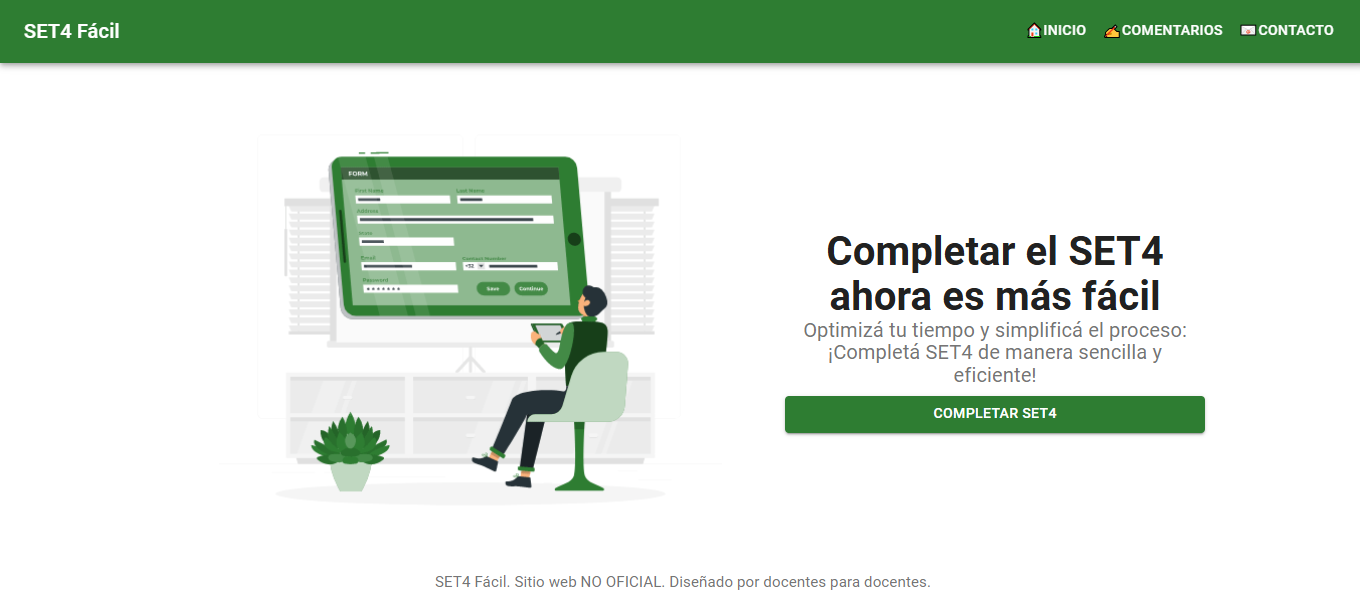 SET4 Fácil
INICIO
COMENTARIOS
CONTACTO
FORM
First Name
Last Name
Address
State
Email
Contact Number
+52
Password
Save
Continue
Completar el SET4
ahora es más fácil
Optimizá tu tiempo y simplificá el proceso:
¡Completá SET4 de manera sencilla y
eficiente!
COMPLETAR SET4
SET4 Fácil. Sitio web NO OFICIAL. Diseñado por docentes para docentes.